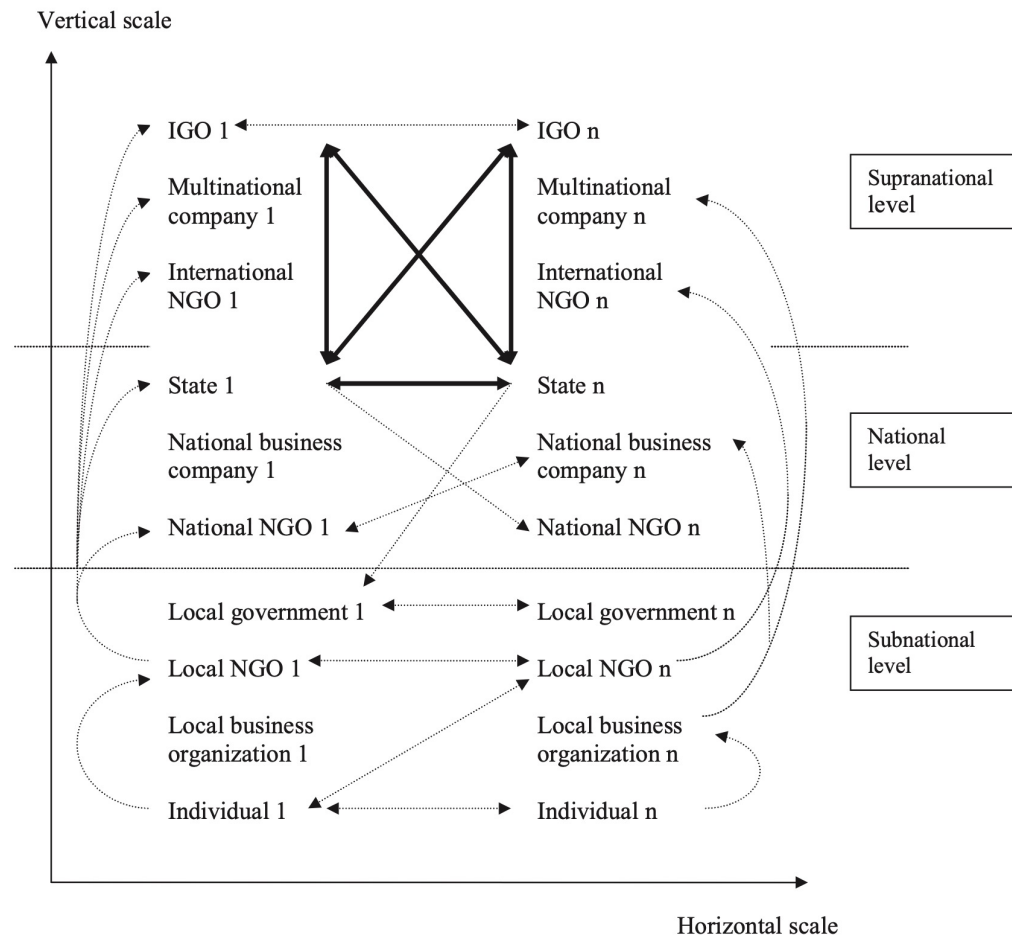 Vertical scale
IGO 1
IGO n
Multinational
company 1
Multinational
company n
Supranational
level
International
NGO 1
International
NGO n
State 1
State n
National business
company 1
National business
company n
National
level
National NGO 1
National NGO n
Local government 1
Local government n
Subnational
level
Local NGO 1
Local NGO n
Local business
organization 1
Local business
organization n
Individual 1
Individual n
Horizontal scale